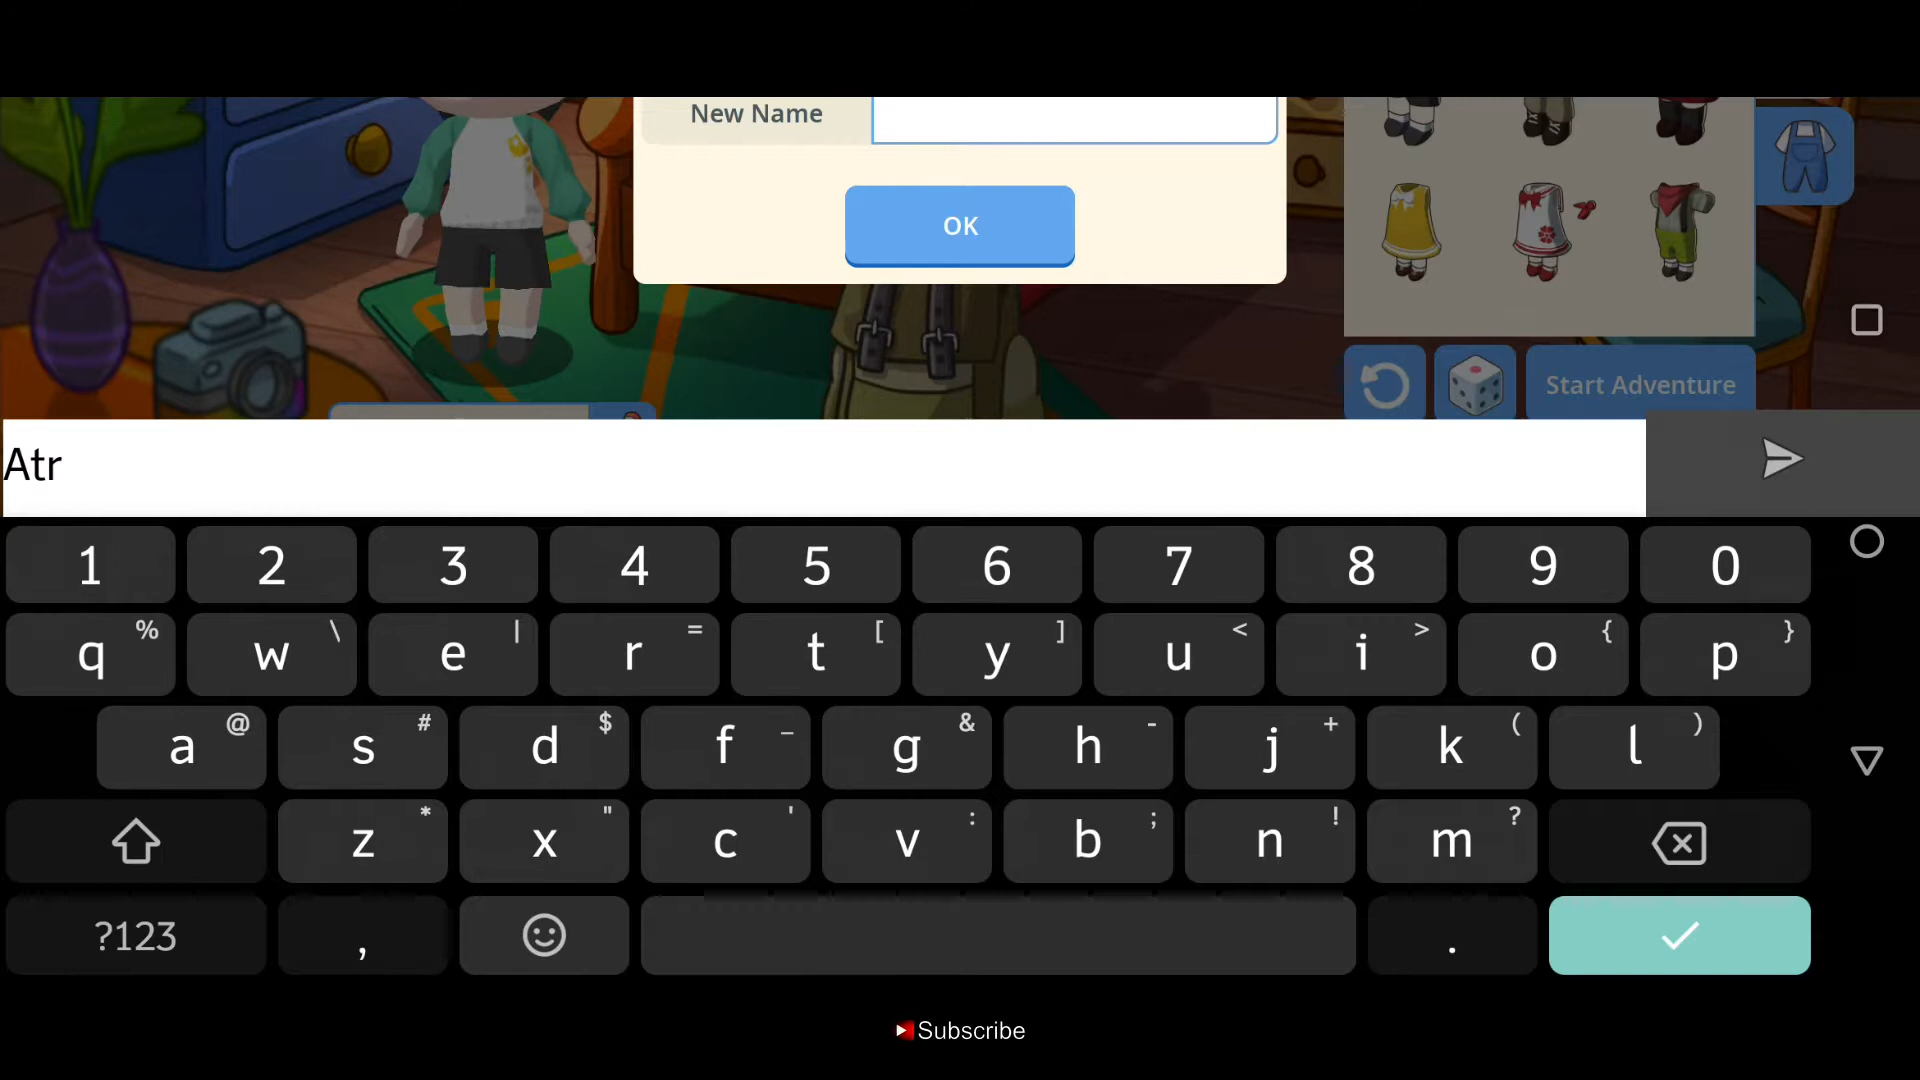 New Name
OK
Start Adventure
Atr
1 2 3 4 5 6 7 8 9 0
q % w \ e | r = t [ y ] u < i > o { p }
a @ s # d $ f _ g & h - j + k ( l )
z * x " c ' v : b ; n ! m ?
?123 , .
Subscribe